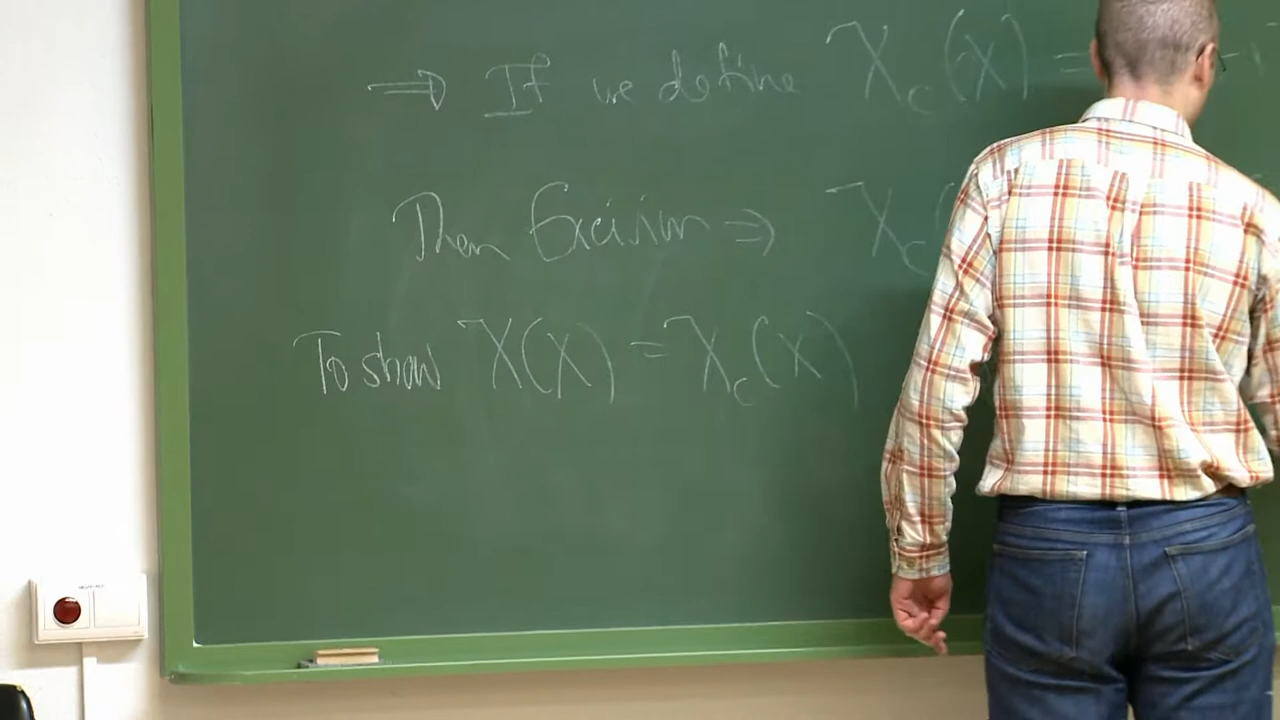 ⇒ If we define χ_c(X) =
Then Excision ⇒ χ_c(
To show χ(X) = χ_c(X)